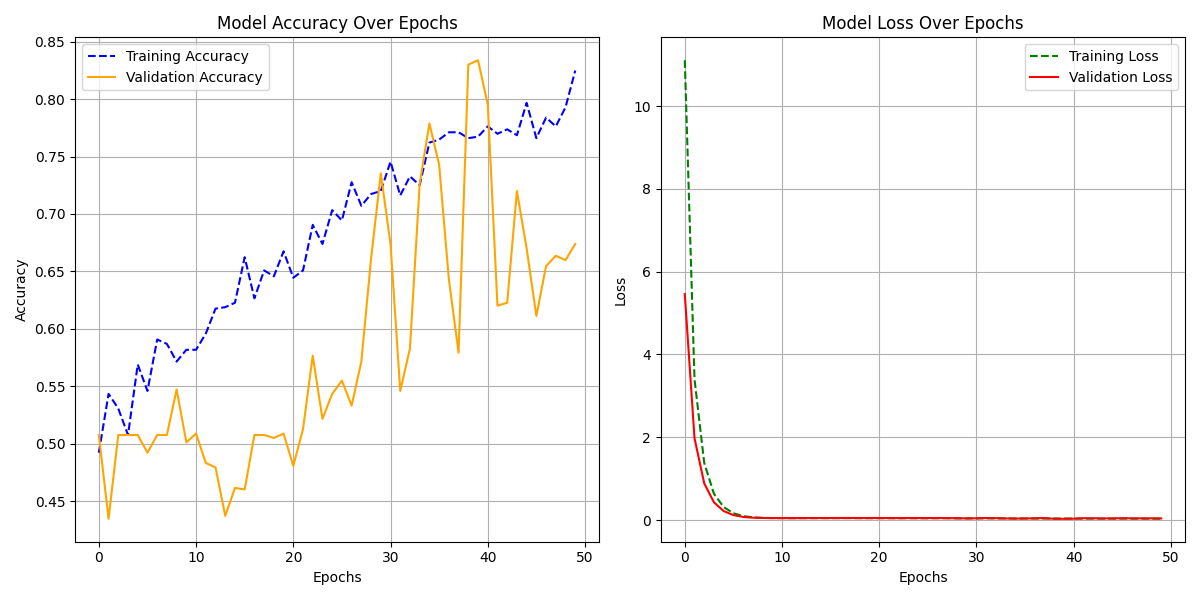 Model Accuracy Over Epochs
Training Accuracy
Validation Accuracy
0.85
0.80
0.75
0.70
0.65
0.60
0.55
0.50
0.45
Accuracy
0 10 20 30 40 50
Epochs
Model Loss Over Epochs
Training Loss
Validation Loss
10
8
6
4
2
0
Loss
0 10 20 30 40 50
Epochs